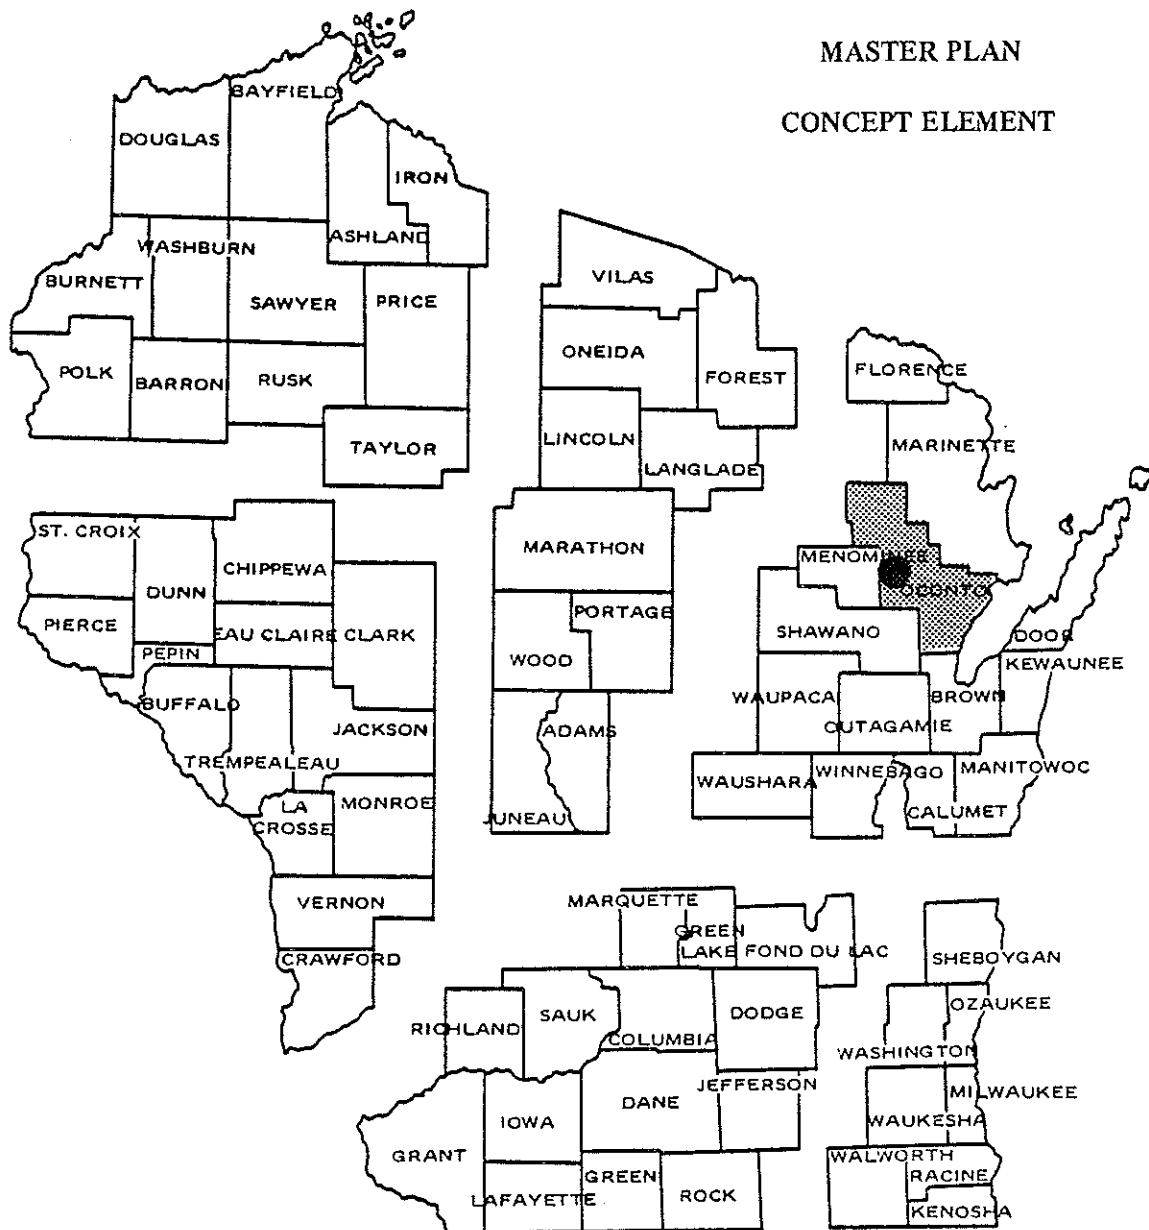 MASTER PLAN
CONCEPT ELEMENT
BAYFIELD
DOUGLAS
IRON
ASHLAND
WASHBURN
BURNETT
SAWYER
PRICE
POLK
BARRON
RUSK
TAYLOR
VILAS
ONEIDA
FOREST
LINCOLN
LANGLADE
FLORENCE
MARINETTE
MENOMINEE
OCONTO
SHAWANO
DOOR
KEWAUNEE
WAUPACA
BROWN
OUTAGAMIE
WAUSHARA
WINNEBAGO
MANITOWOC
CALUMET
ST. CROIX
CHIPPEWA
DUNN
PIERCE
EAU CLAIRE
CLARK
PEPIN
BUFFALO
JACKSON
TREMPEALEAU
LA
CROSSE
MONROE
VERNON
CRAWFORD
MARATHON
PORTAGE
WOOD
ADAMS
JUNEAU
MARQUETTE
GREEN
LAKE
FOND DU LAC
SHEBOYGAN
RICHLAND
SAUK
COLUMBIA
DODGE
OZAUKEE
WASHINGTON
JEFFERSON
MILWAUKEE
WAUKESHA
DANE
IOWA
GRANT
LAFAYETTE
GREEN
ROCK
WALWORTH
RACINE
KENOSHA